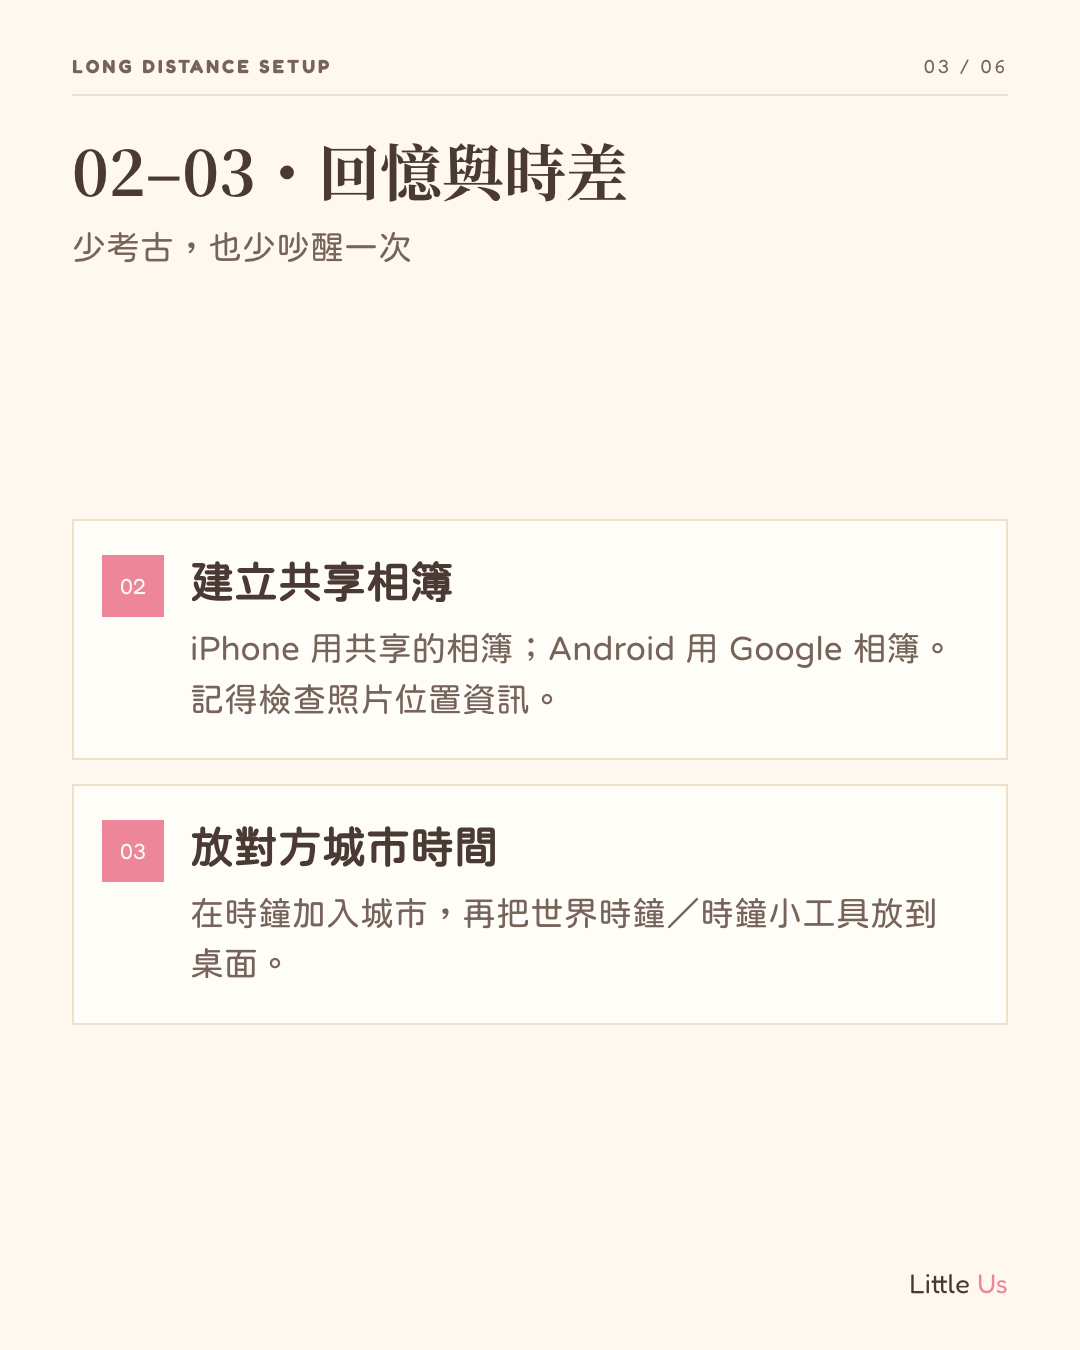 LONG DISTANCE SETUP
03 / 06
02–03・回憶與時差
少考古，也少吵醒一次
02
建立共享相簿
iPhone 用共享的相簿；Android 用 Google 相簿。
記得檢查照片位置資訊。
03
放對方城市時間
在時鐘加入城市，再把世界時鐘／時鐘小工具放到
桌面。
Little Us